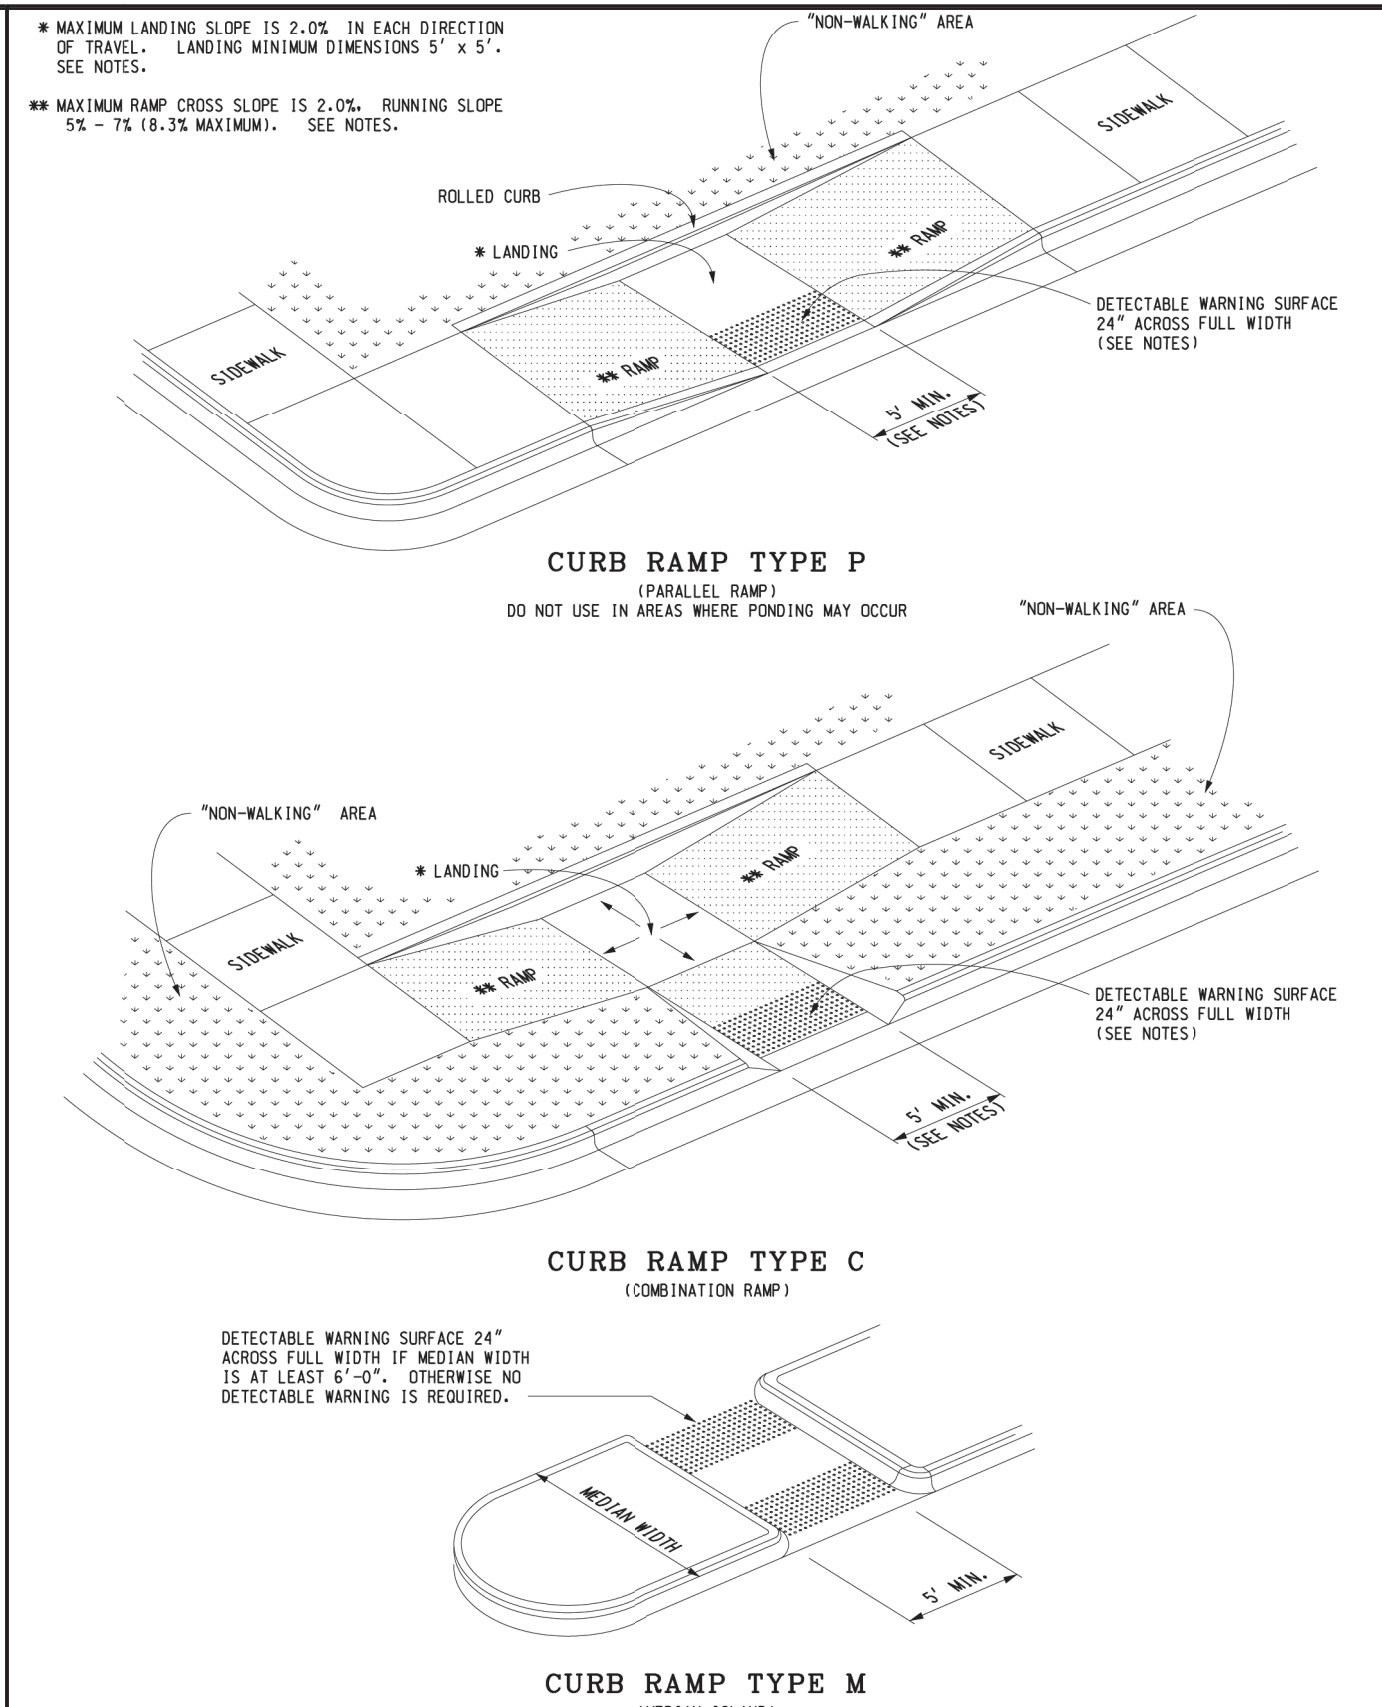 * MAXIMUM LANDING SLOPE IS 2.0% IN EACH DIRECTION
OF TRAVEL. LANDING MINIMUM DIMENSIONS 5' x 5'.
SEE NOTES.
** MAXIMUM RAMP CROSS SLOPE IS 2.0%. RUNNING SLOPE
5% - 7% (8.3% MAXIMUM). SEE NOTES.
"NON-WALKING" AREA
SIDEWALK
ROLLED CURB
* LANDING
** RAMP
DETECTABLE WARNING SURFACE
24" ACROSS FULL WIDTH
(SEE NOTES)
SIDEWALK
** RAMP
5' MIN.
(SEE NOTES)
CURB RAMP TYPE P
(PARALLEL RAMP)
DO NOT USE IN AREAS WHERE PONDING MAY OCCUR
"NON-WALKING" AREA
SIDEWALK
"NON-WALKING" AREA
* LANDING
** RAMP
SIDEWALK
** RAMP
DETECTABLE WARNING SURFACE
24" ACROSS FULL WIDTH
(SEE NOTES)
5' MIN.
(SEE NOTES)
CURB RAMP TYPE C
(COMBINATION RAMP)
DETECTABLE WARNING SURFACE 24"
ACROSS FULL WIDTH IF MEDIAN WIDTH
IS AT LEAST 6'-0". OTHERWISE NO
DETECTABLE WARNING IS REQUIRED.
MEDIAN WIDTH
5' MIN.
CURB RAMP TYPE M